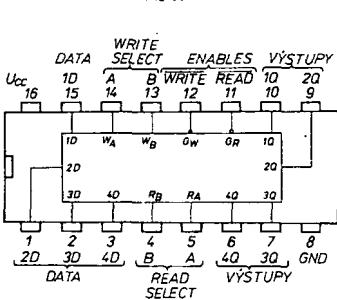 WRITE
DATA SELECT ENABLES VÝSTUPY
Ucc 1D A B WRITE READ 1Q 2Q
16 15 14 13 12 11 10 9
1D WA WB GW GR 1Q
2D 2Q
3D 4D RB RA 4Q 3Q
1 2 3 4 5 6 7 8
2D 3D 4D B A 4Q 3Q GND
DATA READ VÝSTUPY
SELECT